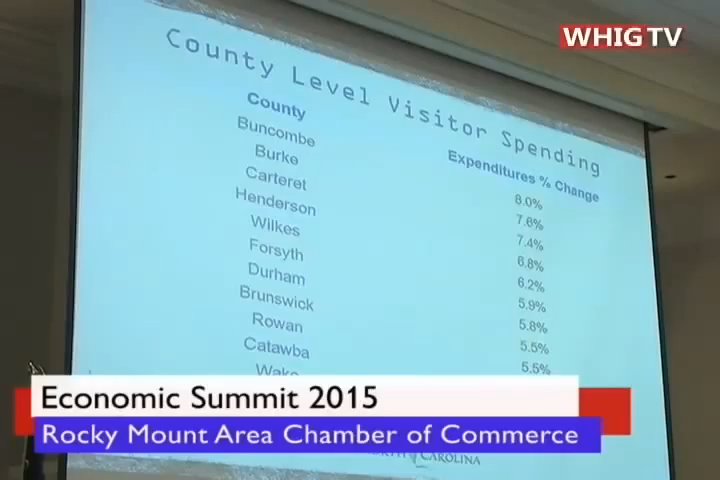 WHIG TV
County Level Visitor Spending
County Expenditures % Change
Buncombe 8.0%
Burke 7.6%
Carteret 7.4%
Henderson 6.8%
Wilkes 6.2%
Forsyth 5.9%
Durham 5.8%
Brunswick 5.5%
Rowan 5.5%
Catawba
Wake
Economic Summit 2015
Rocky Mount Area Chamber of Commerce
CAROLINA